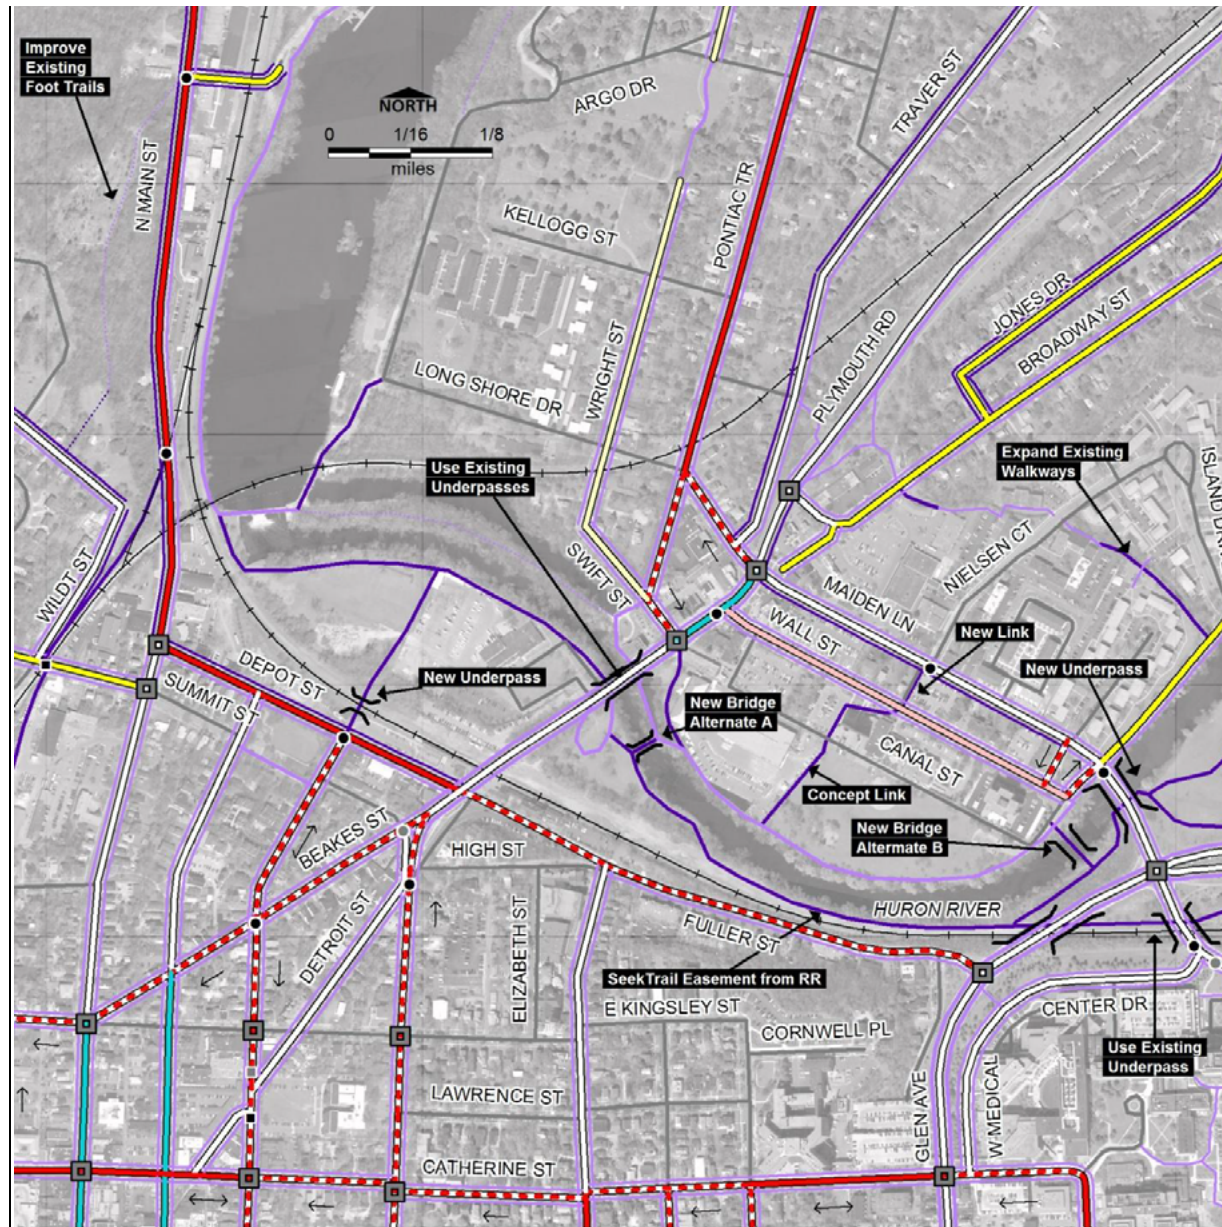 Improve
Existing
Foot Trails
NORTH
0 1/16 1/8
miles
ARGO DR
TRAVER ST
N MAIN ST
KELLOGG ST
PONTIAC TR
JONES DR
BROADWAY ST
PLYMOUTH RD
WRIGHT ST
LONG SHORE DR
Use Existing
Underpasses
Expand Existing
Walkways
ISLAND DR
WILDT ST
SWIFT ST
NIELSEN CT
MAIDEN LN
WALL ST
New Link
DEPOT ST
SUMMIT ST
New Underpass
New Underpass
New Bridge
Alternate A
CANAL ST
Concept Link
New Bridge
Alternate B
BEAKES ST
HIGH ST
DETROIT ST
ELIZABETH ST
HURON RIVER
FULLER ST
SeekTrail Easement from RR
E KINGSLEY ST
CORNWELL PL
CENTER DR
Use Existing
Underpass
LAWRENCE ST
GLEN AVE
W MEDICAL
CATHERINE ST